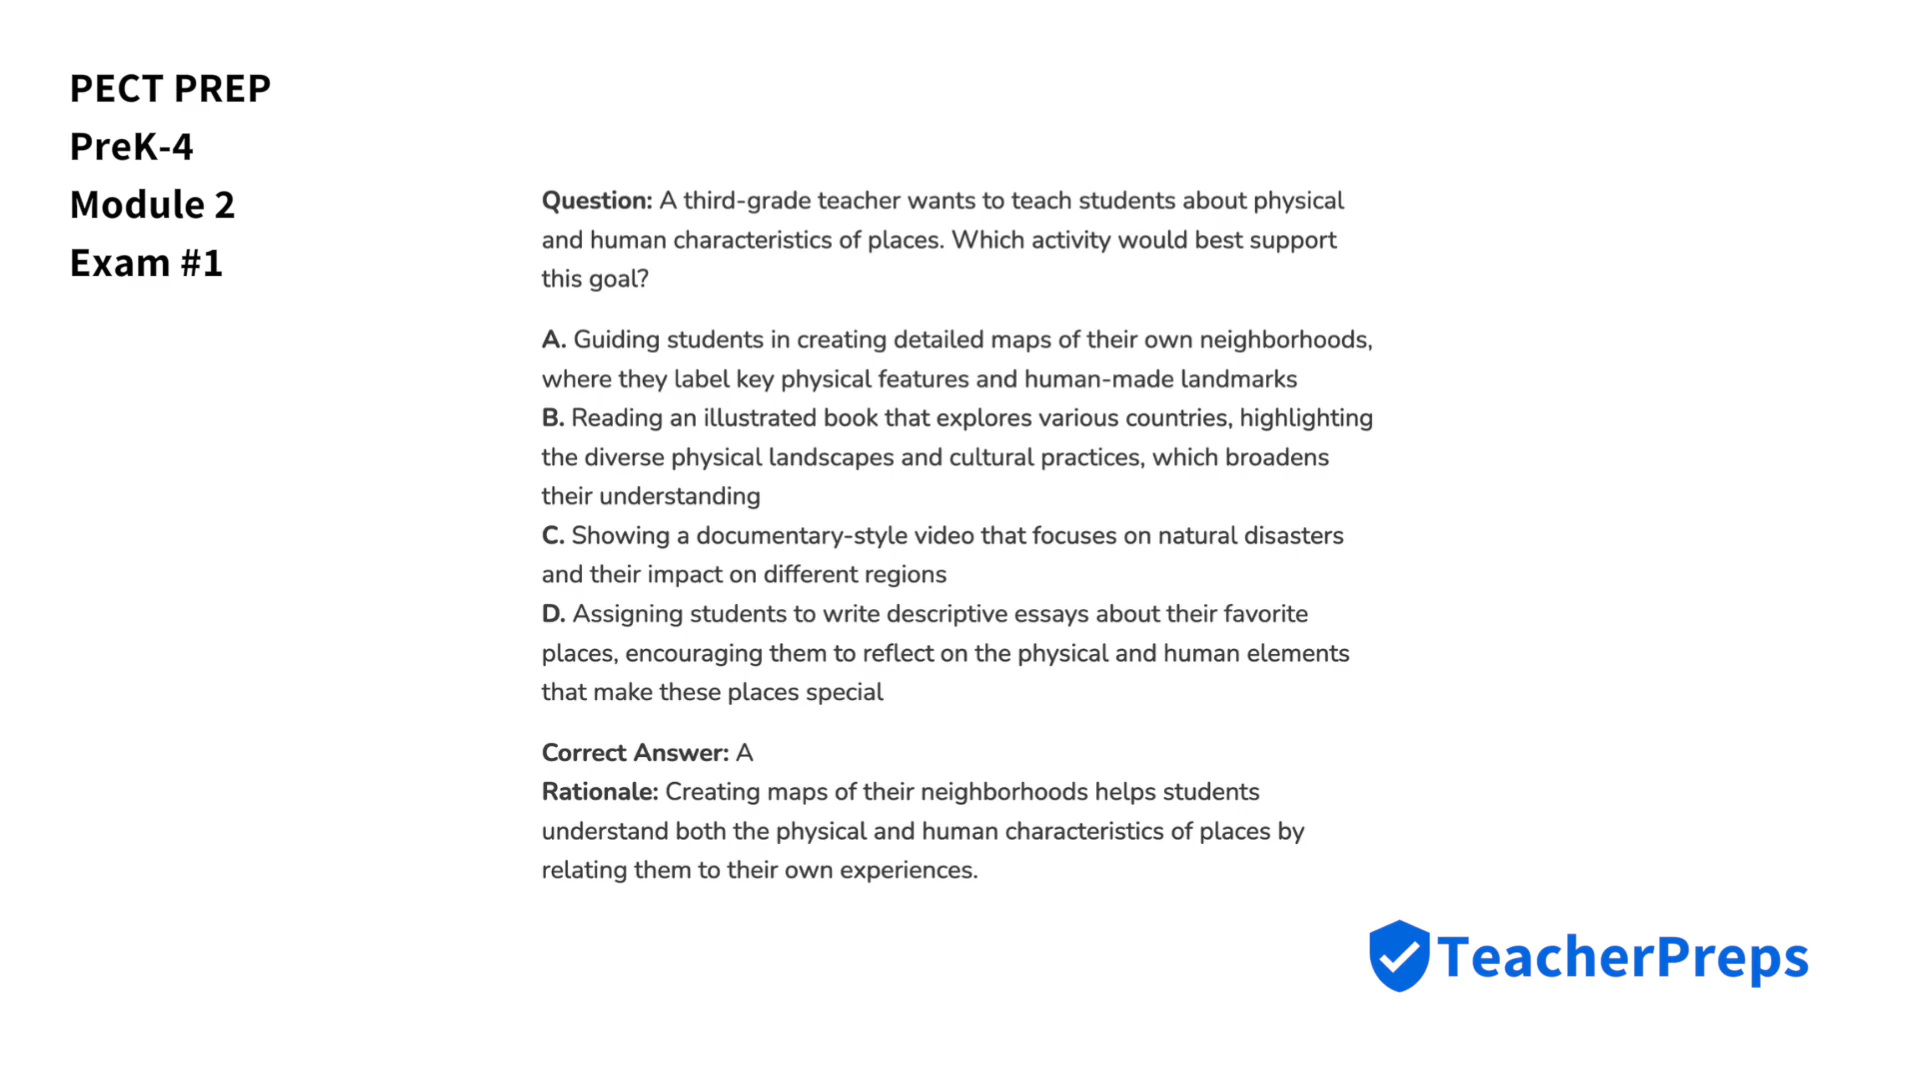 PECT PREP
PreK-4
Module 2
Exam #1
Question: A third-grade teacher wants to teach students about physical
and human characteristics of places. Which activity would best support
this goal?
A. Guiding students in creating detailed maps of their own neighborhoods,
where they label key physical features and human-made landmarks
B. Reading an illustrated book that explores various countries, highlighting
the diverse physical landscapes and cultural practices, which broadens
their understanding
C. Showing a documentary-style video that focuses on natural disasters
and their impact on different regions
D. Assigning students to write descriptive essays about their favorite
places, encouraging them to reflect on the physical and human elements
that make these places special
Correct Answer: A
Rationale: Creating maps of their neighborhoods helps students
understand both the physical and human characteristics of places by
relating them to their own experiences.
TeacherPreps